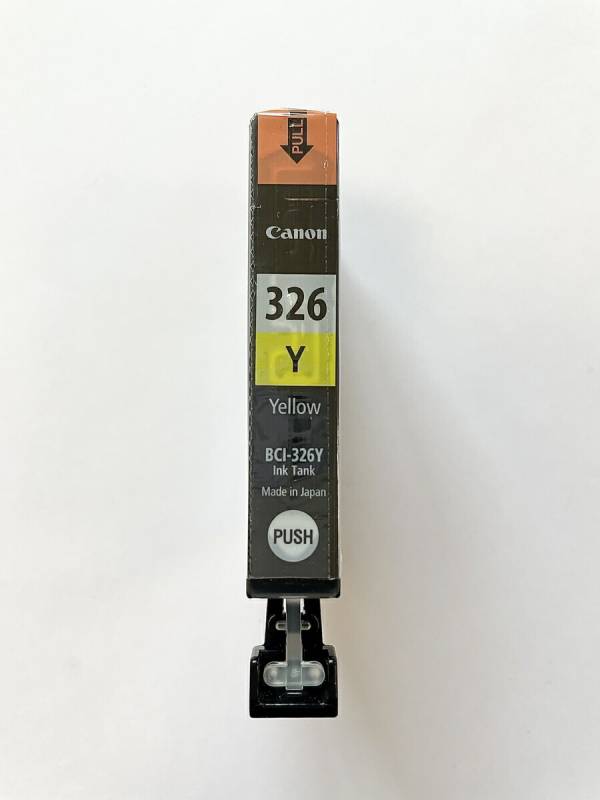 PULL
Canon
326
Y
Yellow
BCI-326Y
Ink Tank
Made in Japan
PUSH